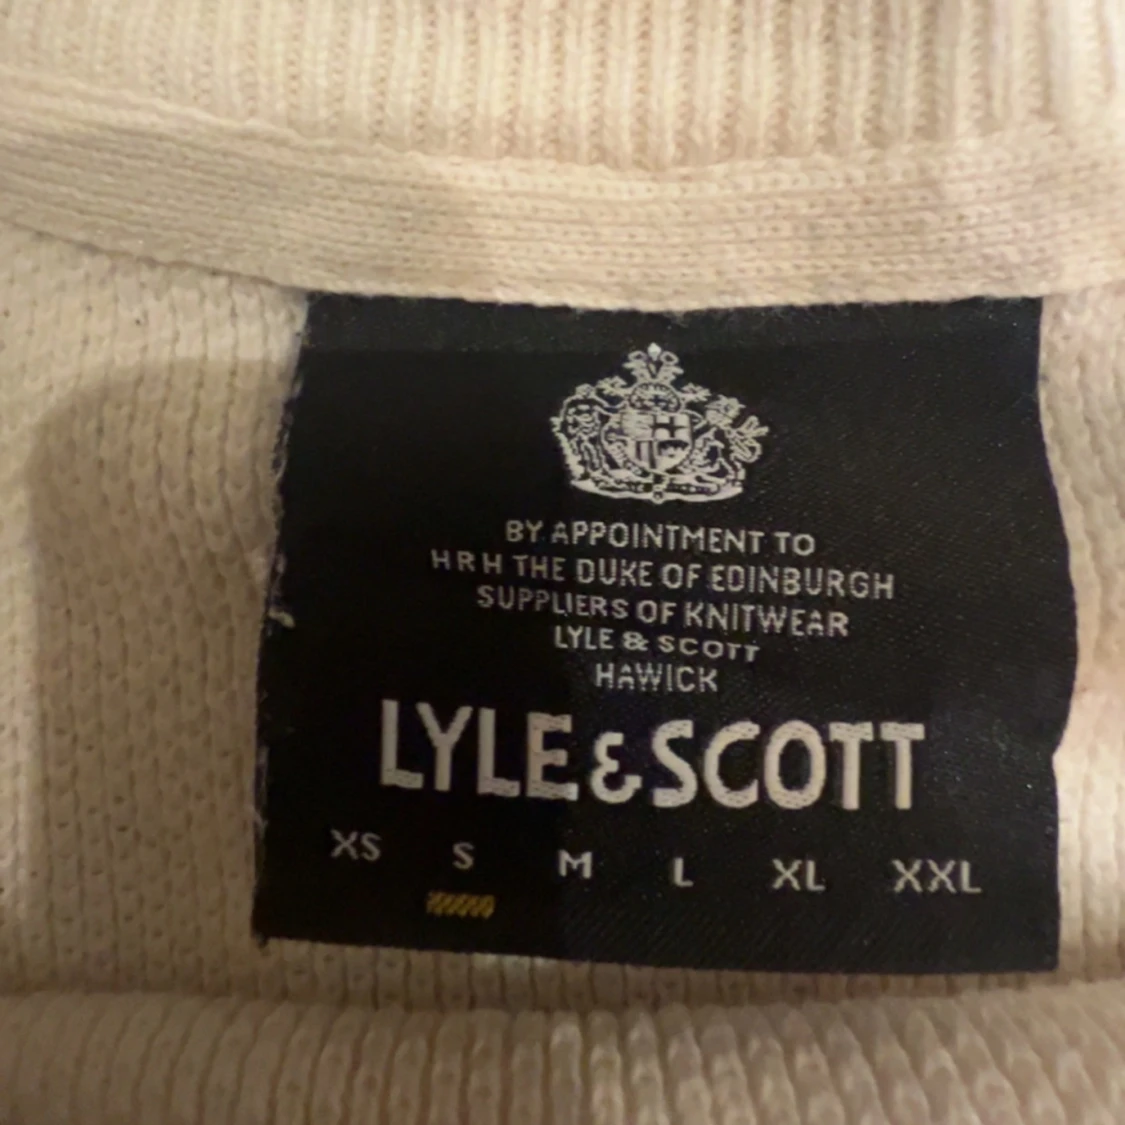 BY APPOINTMENT TO
HRH THE DUKE OF EDINBURGH
SUPPLIERS OF KNITWEAR
LYLE & SCOTT
HAWICK
LYLE & SCOTT
XS S M L XL XXL